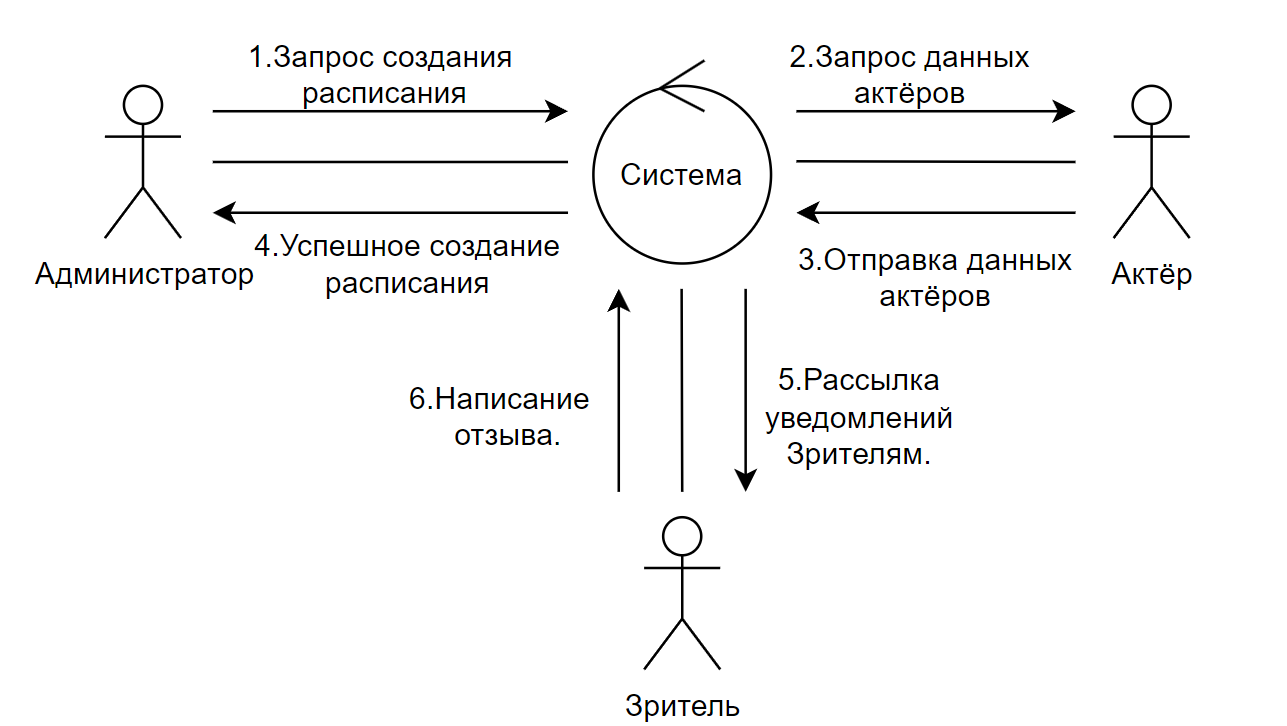 1.Запрос создания
расписания
2.Запрос данных
актёров
Система
4.Успешное создание
расписания
Администратор
3.Отправка данных
актёров
Актёр
6.Написание
отзыва.
5.Рассылка
уведомлений
Зрителям.
Зритель